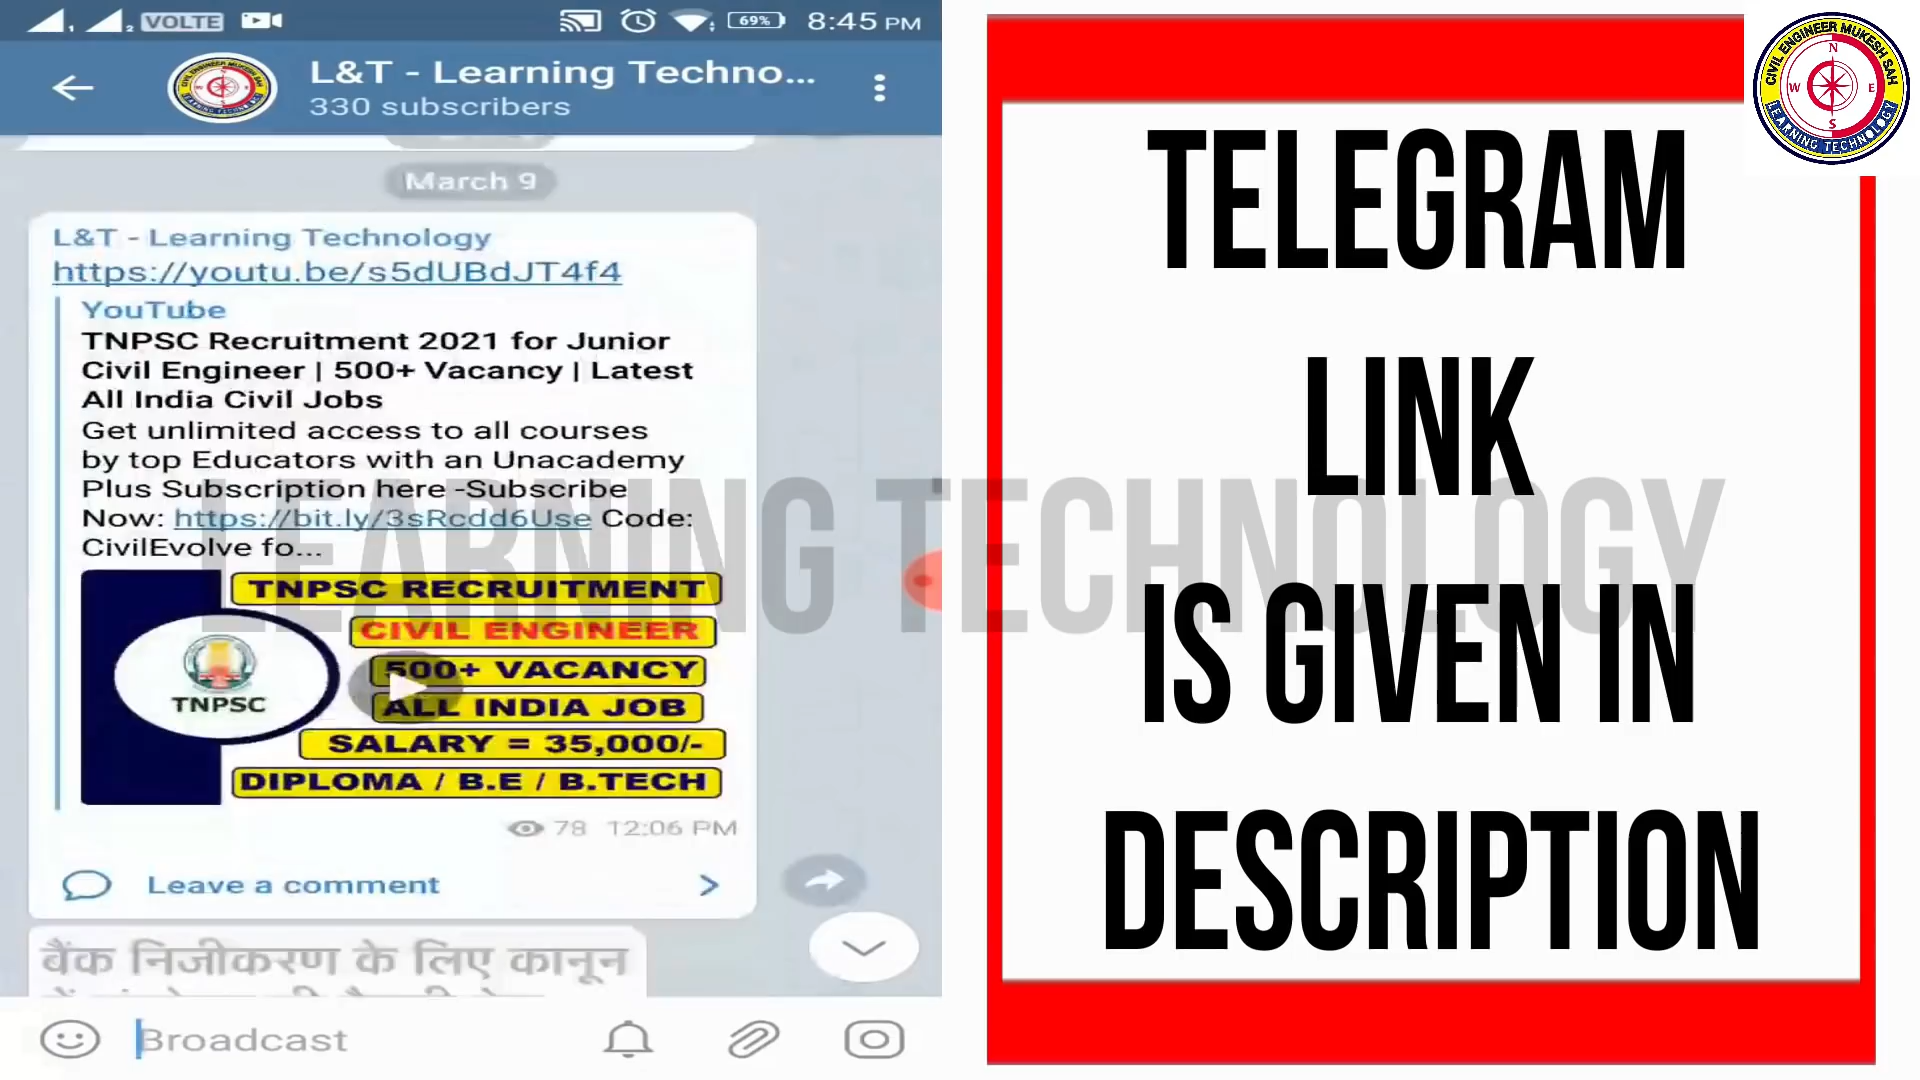 VOLTE
69%
8:45 PM
L&T - Learning Techno...
330 subscribers
March 9
L&T - Learning Technology
https://youtu.be/s5dUBdJT4f4
YouTube
TNPSC Recruitment 2021 for Junior
Civil Engineer | 500+ Vacancy | Latest
All India Civil Jobs
Get unlimited access to all courses
by top Educators with an Unacademy
Plus Subscription here -Subscribe
Now: https://bit.ly/3sRcdd6Use Code:
CivilEvolve fo...
TNPSC RECRUITMENT
CIVIL ENGINEER
500+ VACANCY
ALL INDIA JOB
SALARY = 35,000/-
DIPLOMA / B.E / B.TECH
TNPSC
78 12:06 PM
Leave a comment
बैंक निजीकरण के लिए कानून
Broadcast
TELEGRAM
LINK
IS GIVEN IN
DESCRIPTION
LEARNING TECHNOLOGY
CIVIL ENGINEER MUKESH SAH
N
W E
S
LEARNING TECHNOLOGY